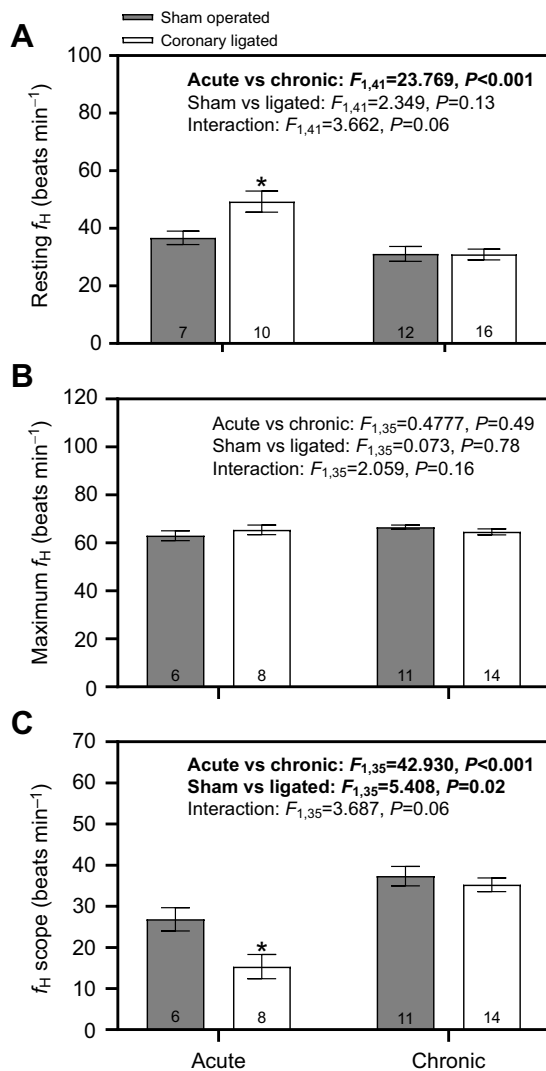 Sham operated
Coronary ligated
A
100
80
60
40
20
0
Resting fH (beats min–1)
Acute vs chronic: F1,41=23.769, P<0.001
Sham vs ligated: F1,41=2.349, P=0.13
Interaction: F1,41=3.662, P=0.06
*
7
10
12
16
B
120
100
80
60
40
20
0
Maximum fH (beats min–1)
Acute vs chronic: F1,35=0.4777, P=0.49
Sham vs ligated: F1,35=0.073, P=0.78
Interaction: F1,35=2.059, P=0.16
6
8
11
14
C
70
60
50
40
30
20
10
0
fH scope (beats min–1)
Acute vs chronic: F1,35=42.930, P<0.001
Sham vs ligated: F1,35=5.408, P=0.02
Interaction: F1,35=3.687, P=0.06
*
6
8
11
14
Acute
Chronic